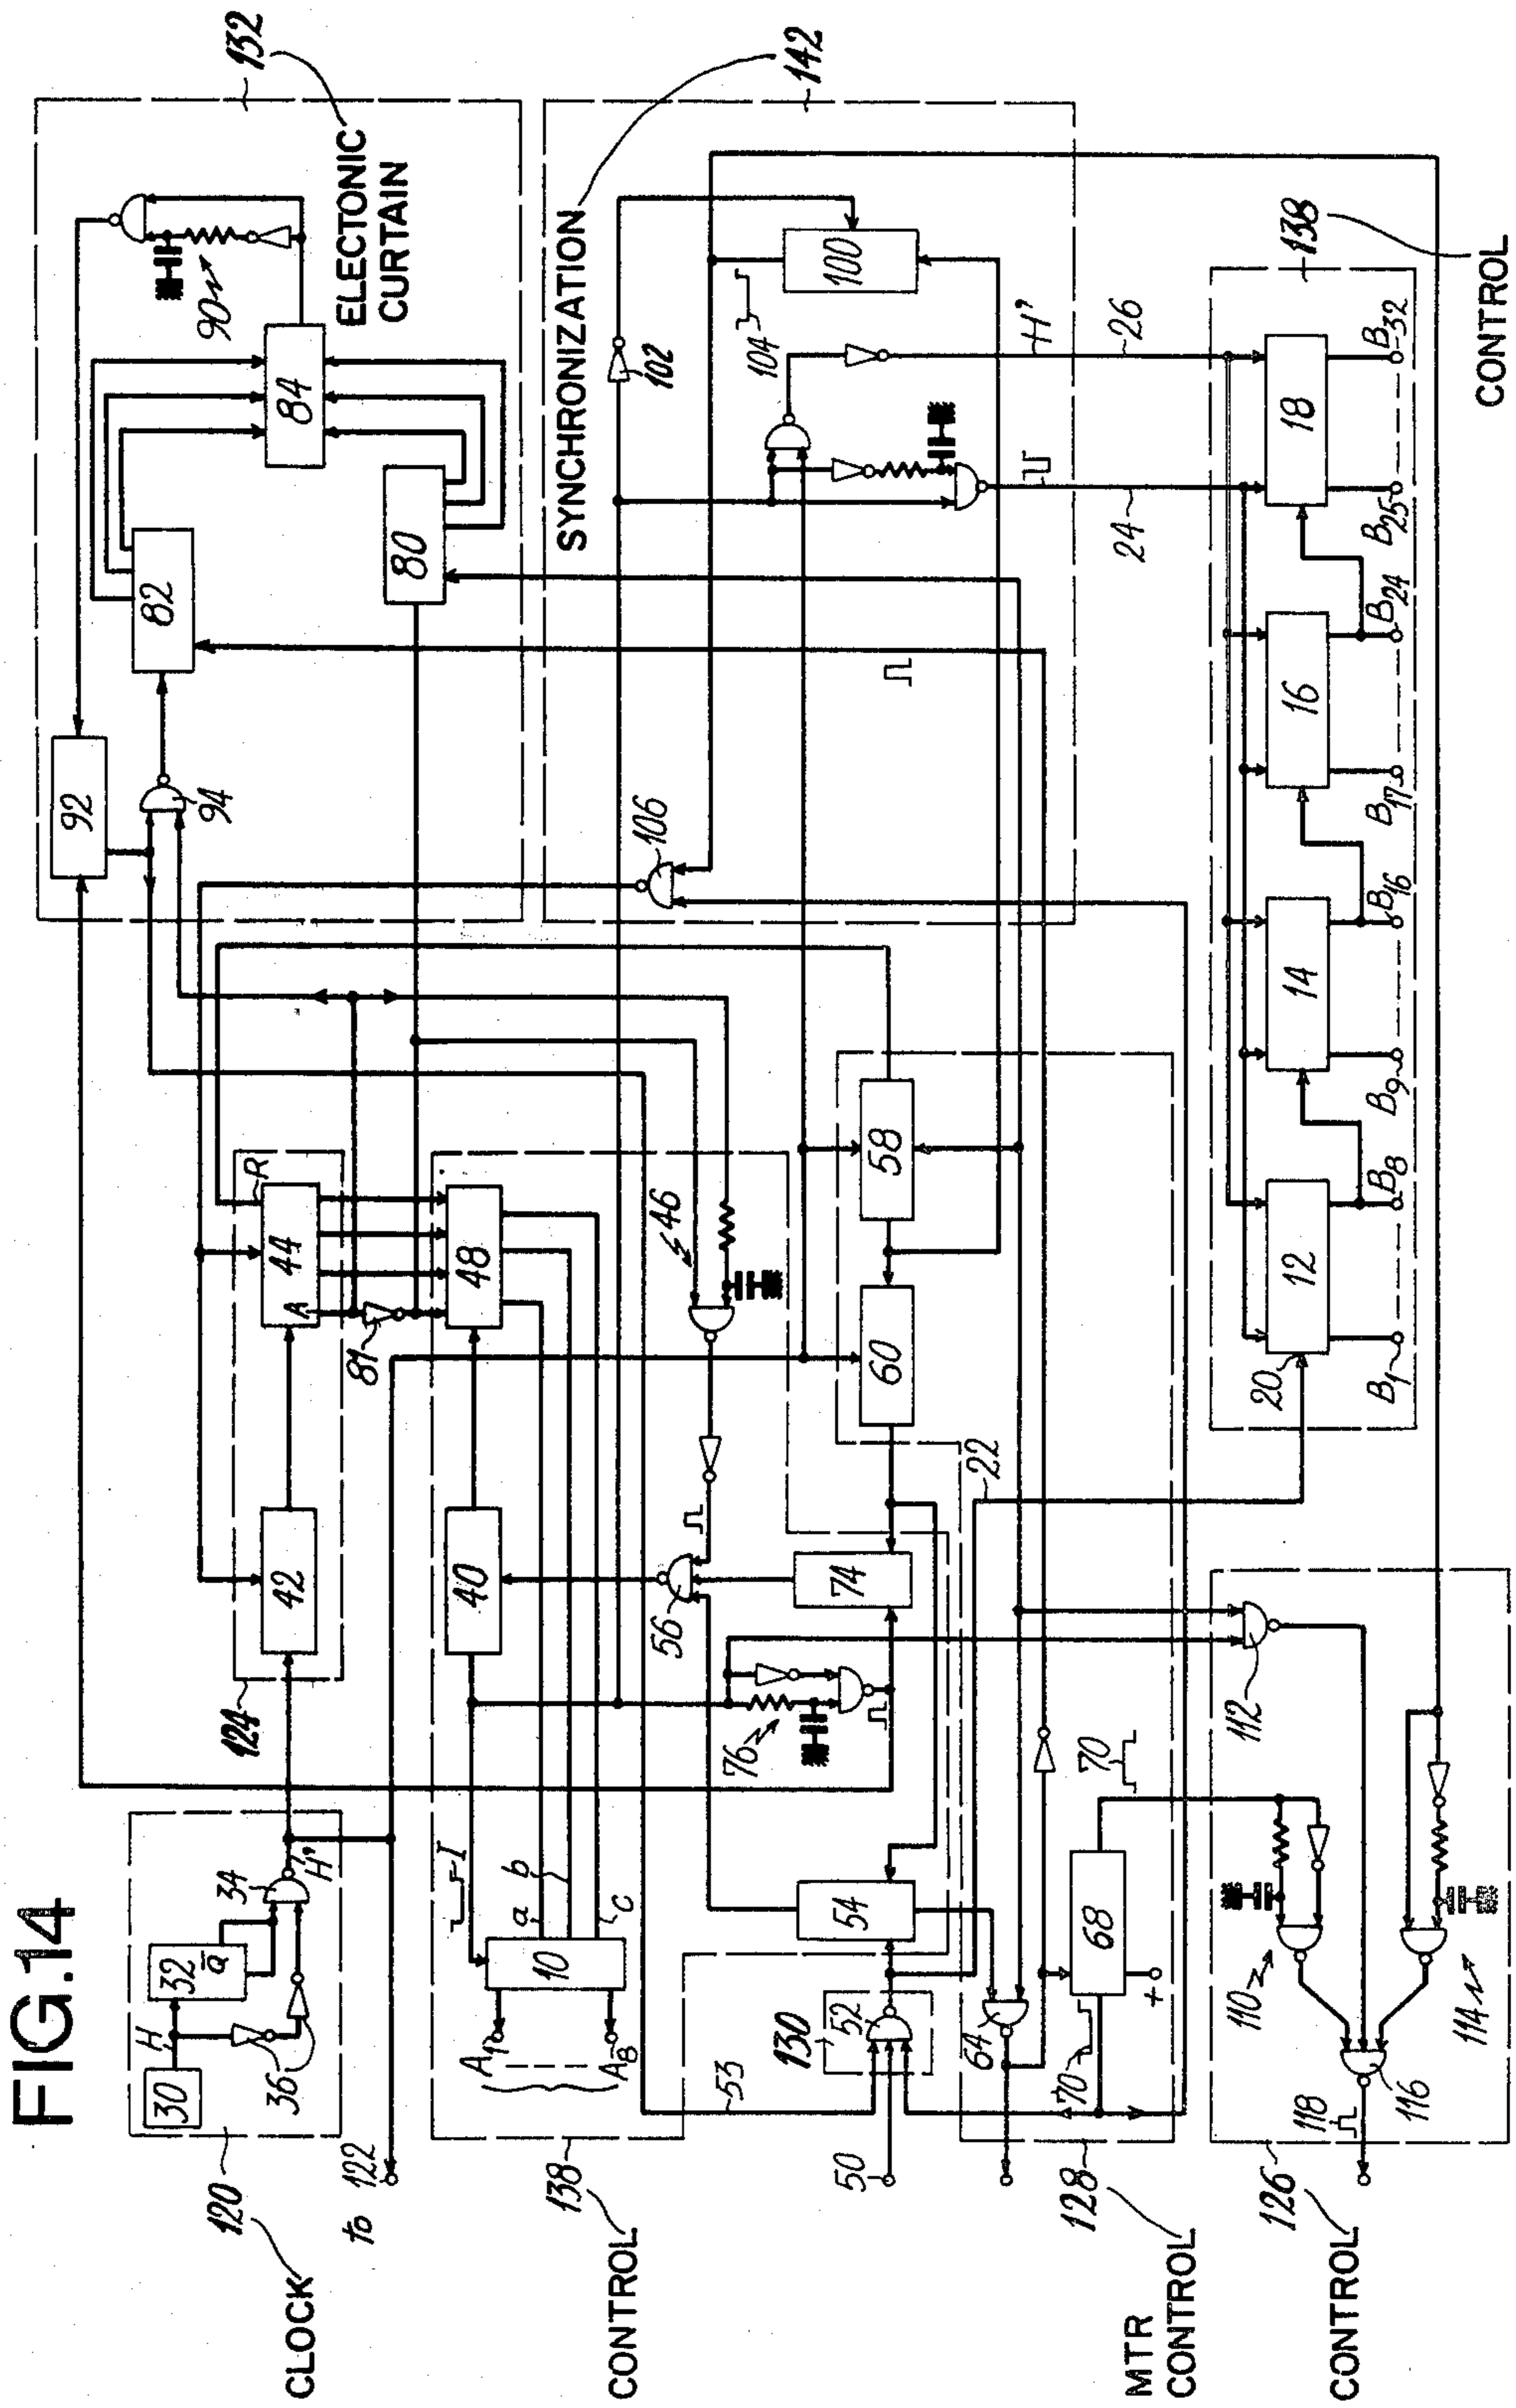 FIG.14
132
ELECTONIC
CURTAIN
90
84
82
80
92
94
142
SYNCHRONIZATION
100
102
104
106
H'
26
24
138
CONTROL
18
16
14
12
20
B32
B25
B24
B17
B16
B9
B8
B1
124
R
44
A
42
81
48
46
40
58
60
56
74
76
22
I
a
b
c
10
A1
A8
54
130
52
53
50
64
68
70
70
+
112
110
114
116
118
30
H
32
Q̅
34
H'
36
120
CLOCK
to 122
138
CONTROL
128
MTR
CONTROL
126
CONTROL